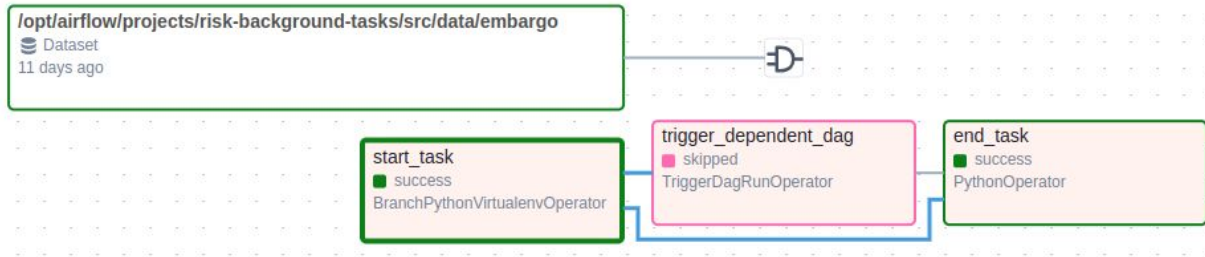 /opt/airflow/projects/risk-background-tasks/src/data/embargo
Dataset
11 days ago
start_task
success
BranchPythonVirtualenvOperator
trigger_dependent_dag
skipped
TriggerDagRunOperator
end_task
success
PythonOperator